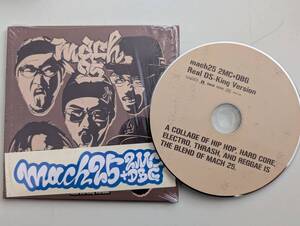 mach
25
mach25 2MC
+DBG
mach25 2MC+DBG
Real OS-King Version
A COLLAGE OF HIP HOP, HARD CORE,
ELECTRO, THRASH, AND REGGAE IS
THE BLEND OF MACH 25.